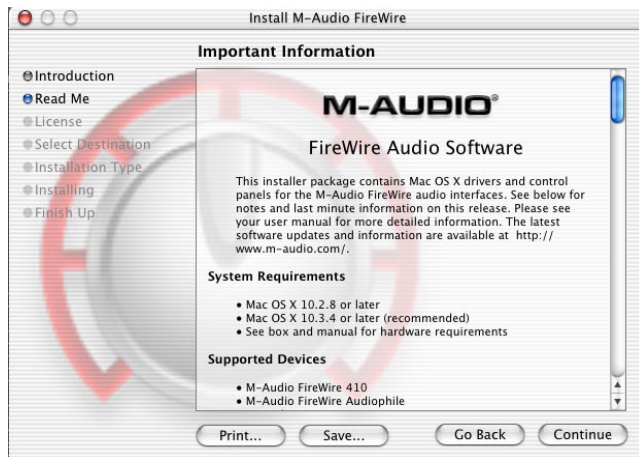 Install M-Audio FireWire
Important Information
Introduction
Read Me
License
Select Destination
Installation Type
Installing
Finish Up
M-AUDIO®
FireWire Audio Software
This installer package contains Mac OS X drivers and control
panels for the M-Audio FireWire audio interfaces. See below for
notes and last minute information on this release. Please see
your user manual for more detailed information. The latest
software updates and information are available at http://
www.m-audio.com/.
System Requirements
• Mac OS X 10.2.8 or later
• Mac OS X 10.3.4 or later (recommended)
• See box and manual for hardware requirements
Supported Devices
• M-Audio FireWire 410
• M-Audio FireWire Audiophile
Print...
Save...
Go Back
Continue